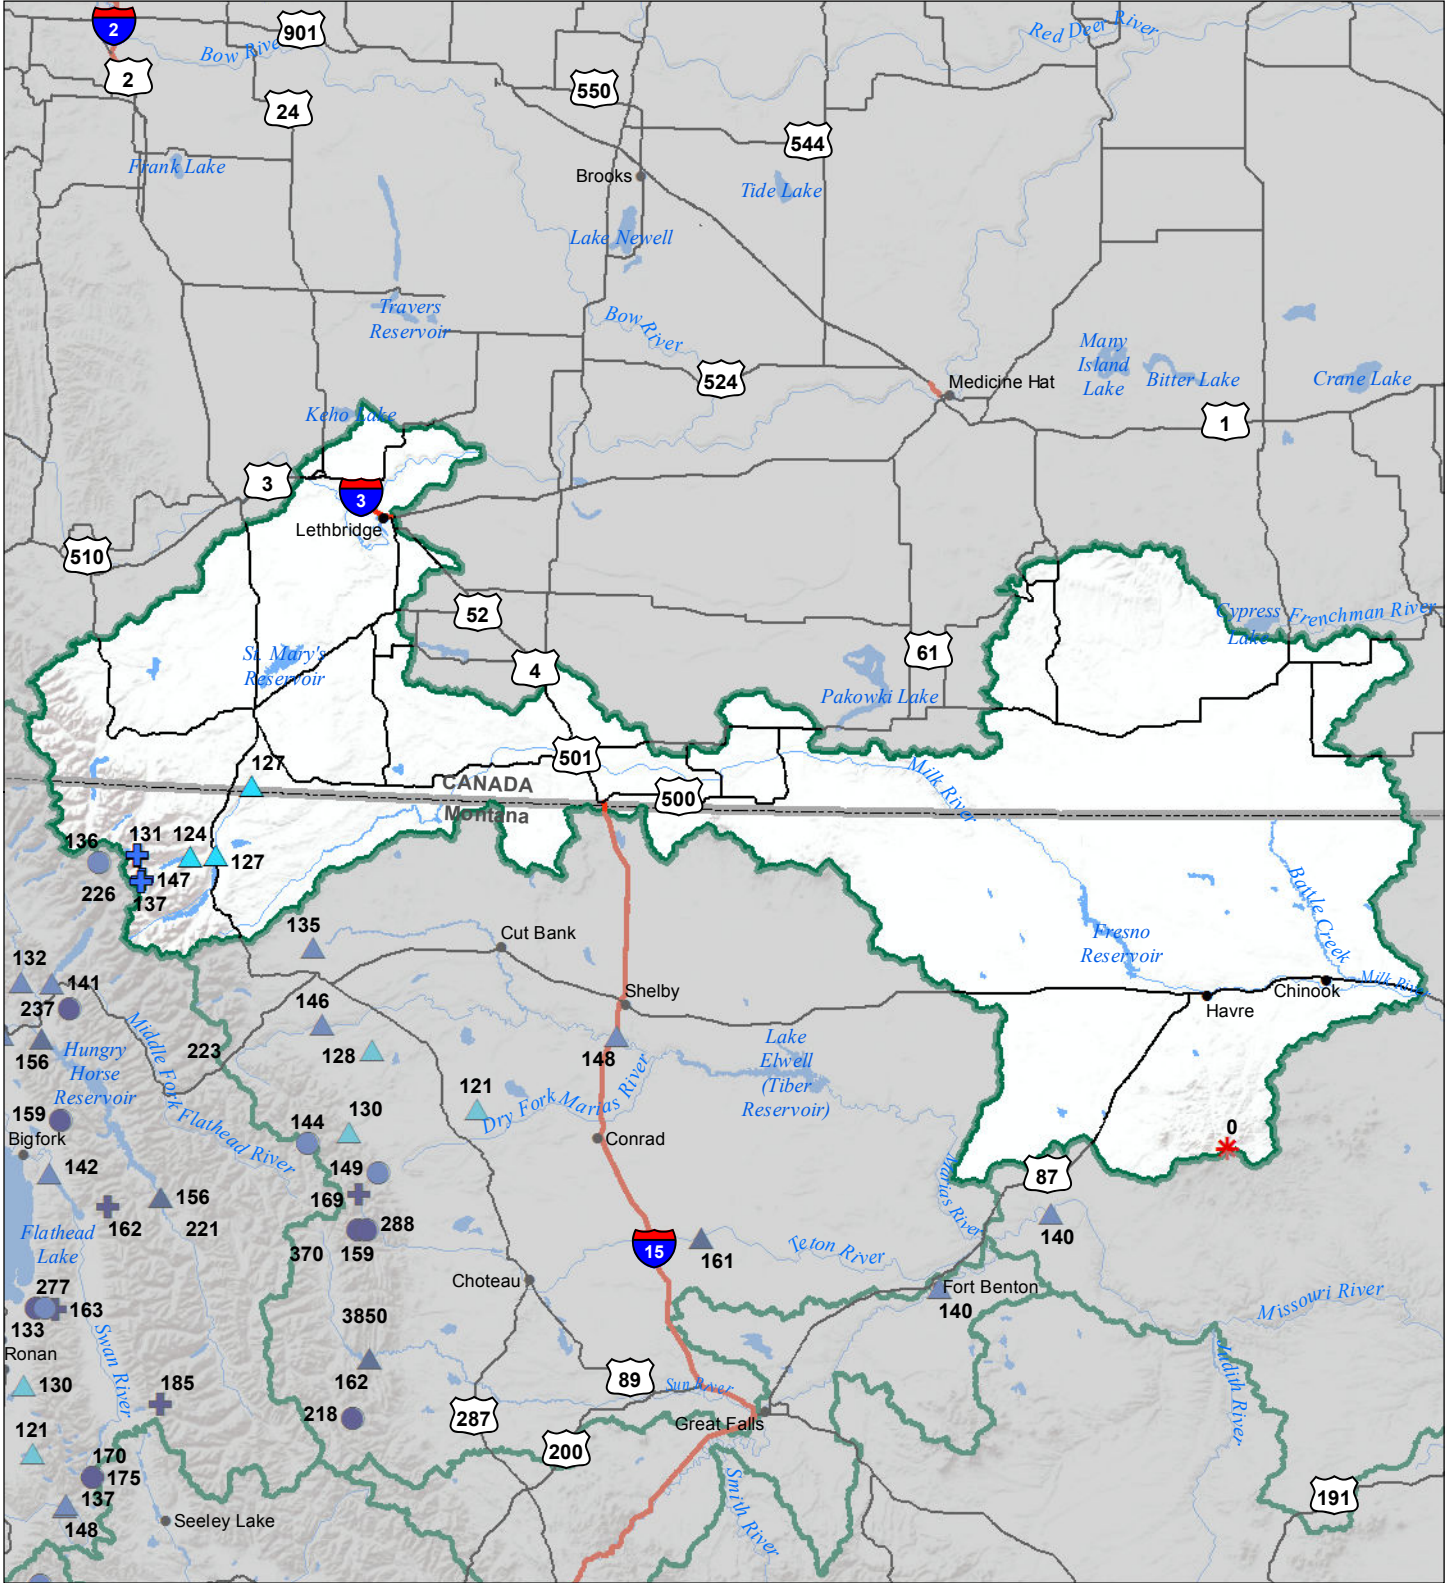 2
901
Bow River
Red Deer River
2
550
24
544
Frank Lake
Brooks
Tide Lake
Lake Newell
Travers
Reservoir
Bow River
Many
Island
Lake
524
Medicine Hat
Bitter Lake
Crane Lake
Keho Lake
1
3
3
Lethbridge
510
52
Cypress
Lake
Frenchman River
61
St. Mary's
Reservoir
4
Pakowki Lake
501
127
CANADA
500
Milk River
Montana
136
131
124
127
147
226
137
Battle Creek
135
Cut Bank
Fresno
Reservoir
132
141
Chinook
Milk River
237
146
Shelby
Havre
156
Hungry
Horse
Reservoir
Middle Fork Flathead River
223
128
148
Lake
Elwell
(Tiber
Reservoir)
121
Dry Fork Marias River
159
144
130
0
Bigfork
Conrad
142
149
87
Marias River
156
169
162
221
288
140
Flathead
Lake
370
159
15
161
Teton River
Choteau
277
163
Fort Benton
140
Missouri River
133
3850
Ronan
Swan River
Judith River
130
162
89
Sun River
185
218
287
Great Falls
121
200
170
175
Smith River
137
191
148
Seeley Lake